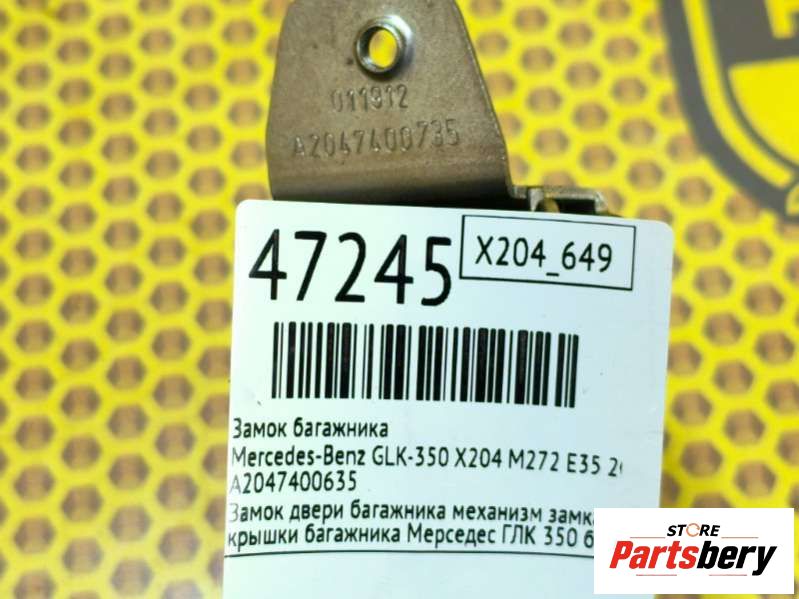 011912
A2047400735
47245
X204_649
Замок багажника
Mercedes-Benz GLK-350 X204 M272 E35
A2047400635
Замок двери багажника механизм замка
крышки багажника Мерседес ГЛК 350
STORE
Partsbery